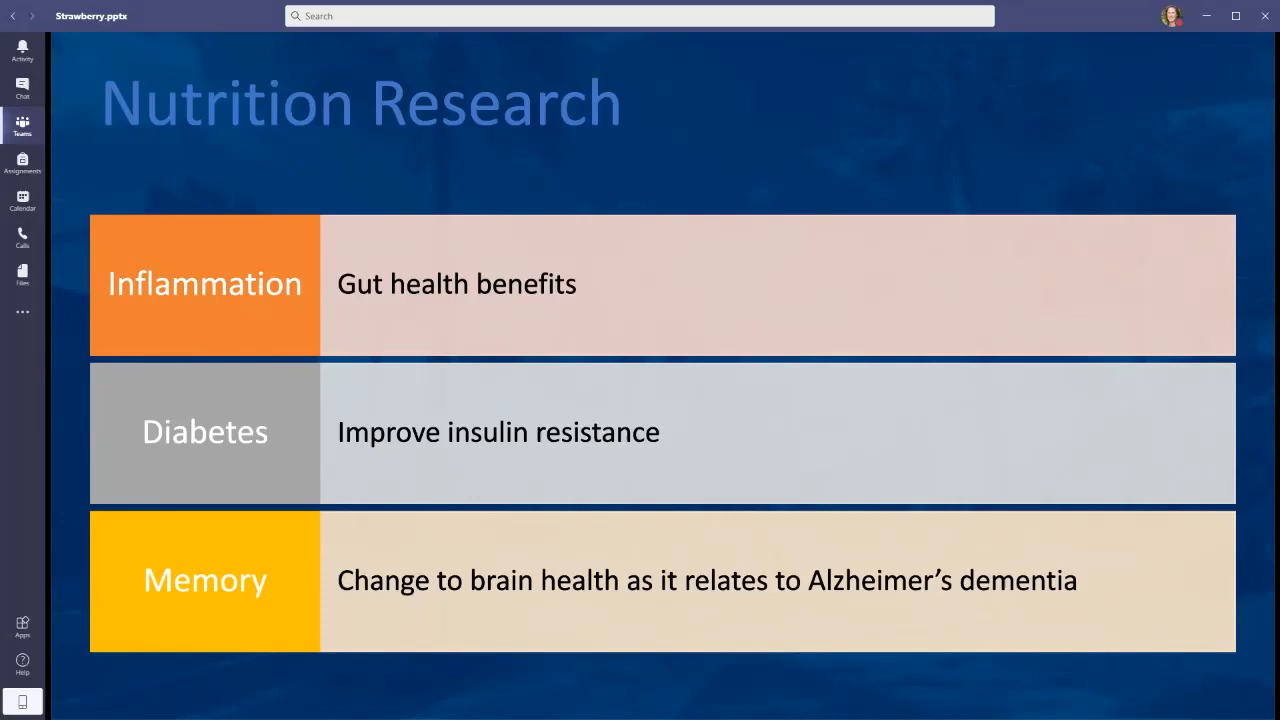 Strawberry.pptx
Search
Activity
Chat
Teams
Assignments
Calendar
Calls
Files
Apps
Help
Nutrition Research
Inflammation
Gut health benefits
Diabetes
Improve insulin resistance
Memory
Change to brain health as it relates to Alzheimer’s dementia